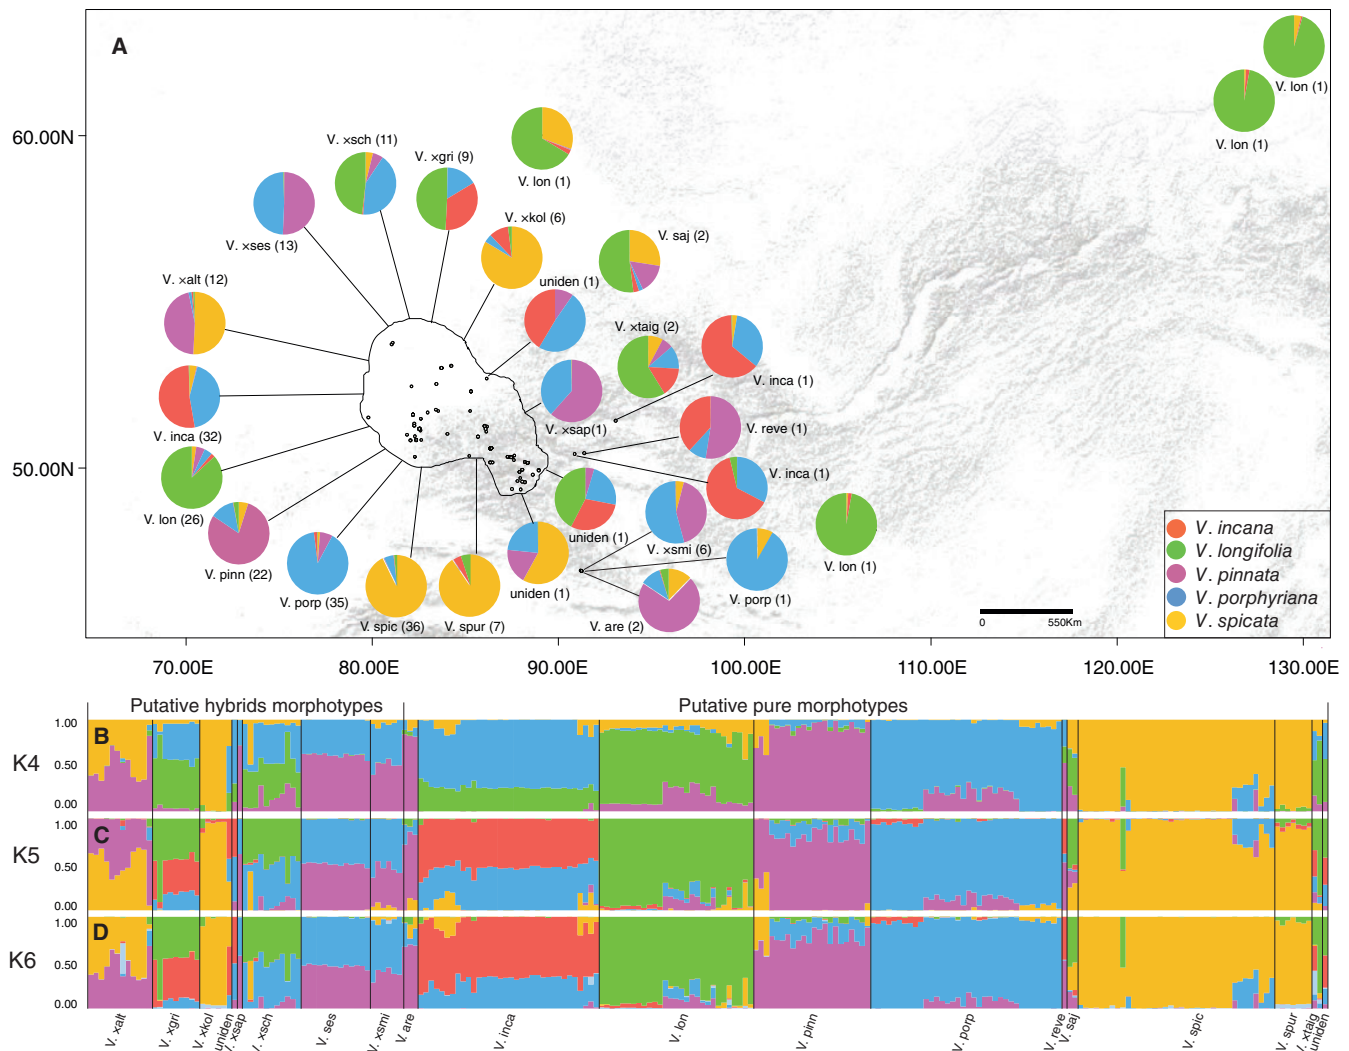 A
V. lon (1)
V. lon (1)
60.00N
V. xsch (11)
V. xgri (9)
V. lon (1)
V. xses (13)
V. xkol (6)
V. saj (2)
uniden (1)
V. xalt (12)
V. xtaig (2)
V. inca (1)
V. inca (32)
V. xsap(1)
V. reve (1)
50.00N
V. inca (1)
V. lon (26)
uniden (1)
V. xsmi (6)
V. lon (1)
V. pinn (22)
V. porp (35)
uniden (1)
V. porp (1)
V. spic (36)
V. spur (7)
V. are (2)
V. incana
V. longifolia
V. pinnata
V. porphyriana
V. spicata
0 550Km
70.00E 80.00E 90.00E 100.00E 110.00E 120.00E 130.00E
Putative hybrids morphotypes Putative pure morphotypes
K4
B
1.00
0.50
0.00
K5
C
1.00
0.50
0.00
K6
D
1.00
0.50
0.00
V. xalt
V. xgri
V. xkol
uniden
V. xsap
V. xsch
V. ses
V. xsmi
V. are
V. inca
V. lon
V. pinn
V. porp
V. reve
V. saj
V. spic
V. spur
V. xtaig
uniden